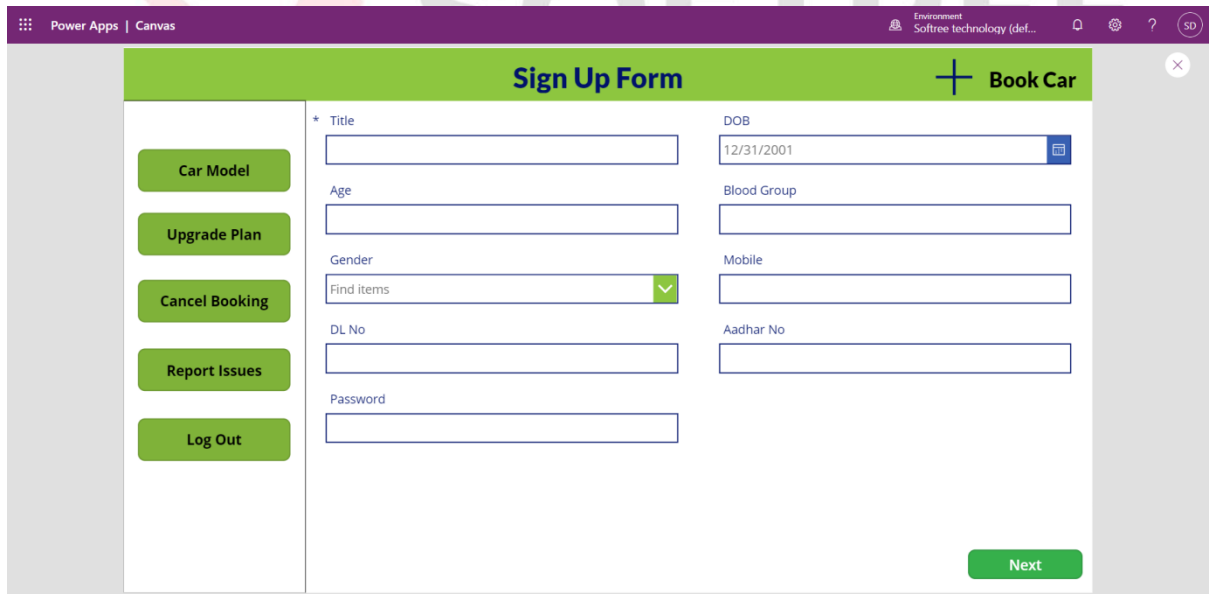 Power Apps | Canvas
Environment
Softree technology (def...
?
SD
Sign Up Form
Book Car
Car Model
Upgrade Plan
Cancel Booking
Report Issues
Log Out
* Title
DOB
12/31/2001
Age
Blood Group
Gender
Mobile
Find items
DL No
Aadhar No
Password
Next